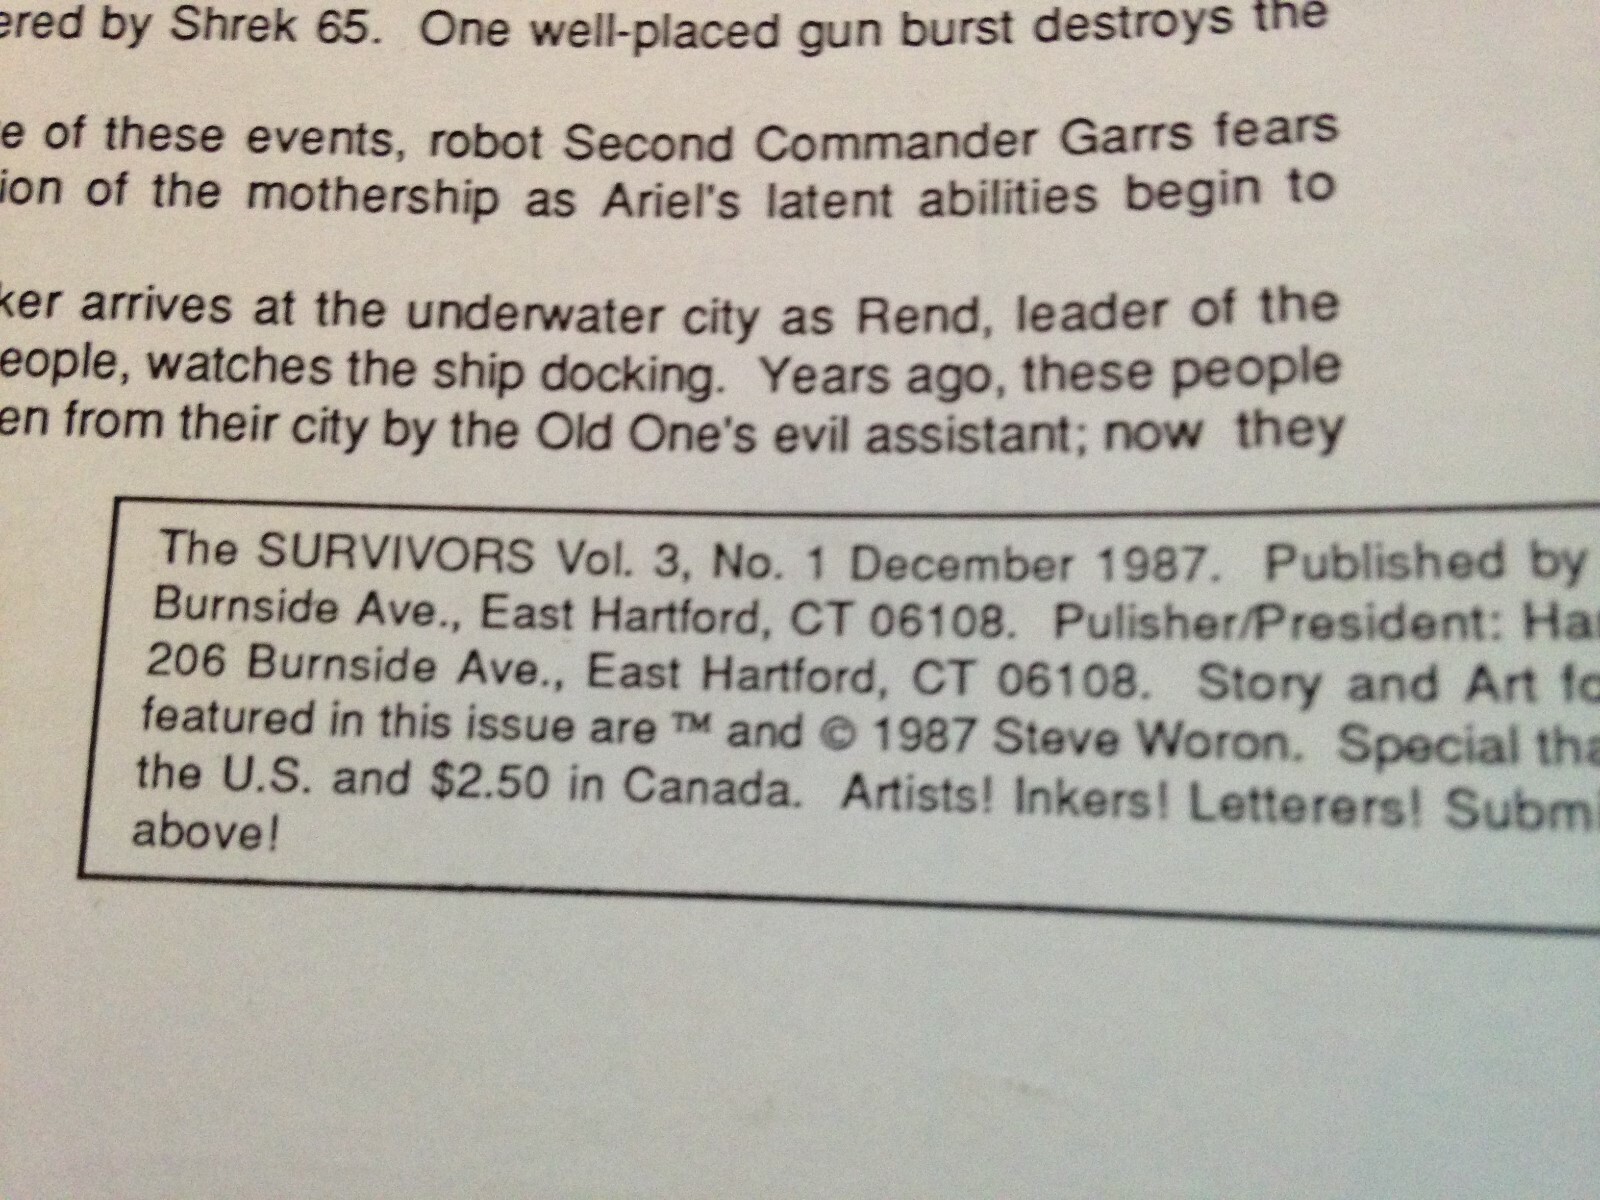 ered by Shrek 65. One well-placed gun burst destroys the
e of these events, robot Second Commander Garrs fears
ion of the mothership as Ariel's latent abilities begin to
ker arrives at the underwater city as Rend, leader of the
eople, watches the ship docking. Years ago, these people
en from their city by the Old One's evil assistant; now they
The SURVIVORS Vol. 3, No. 1 December 1987. Published by
Burnside Ave., East Hartford, CT 06108. Pulisher/President: Ha
206 Burnside Ave., East Hartford, CT 06108. Story and Art fo
featured in this issue are ™ and © 1987 Steve Woron. Special tha
the U.S. and $2.50 in Canada. Artists! Inkers! Letterers! Submi
above!